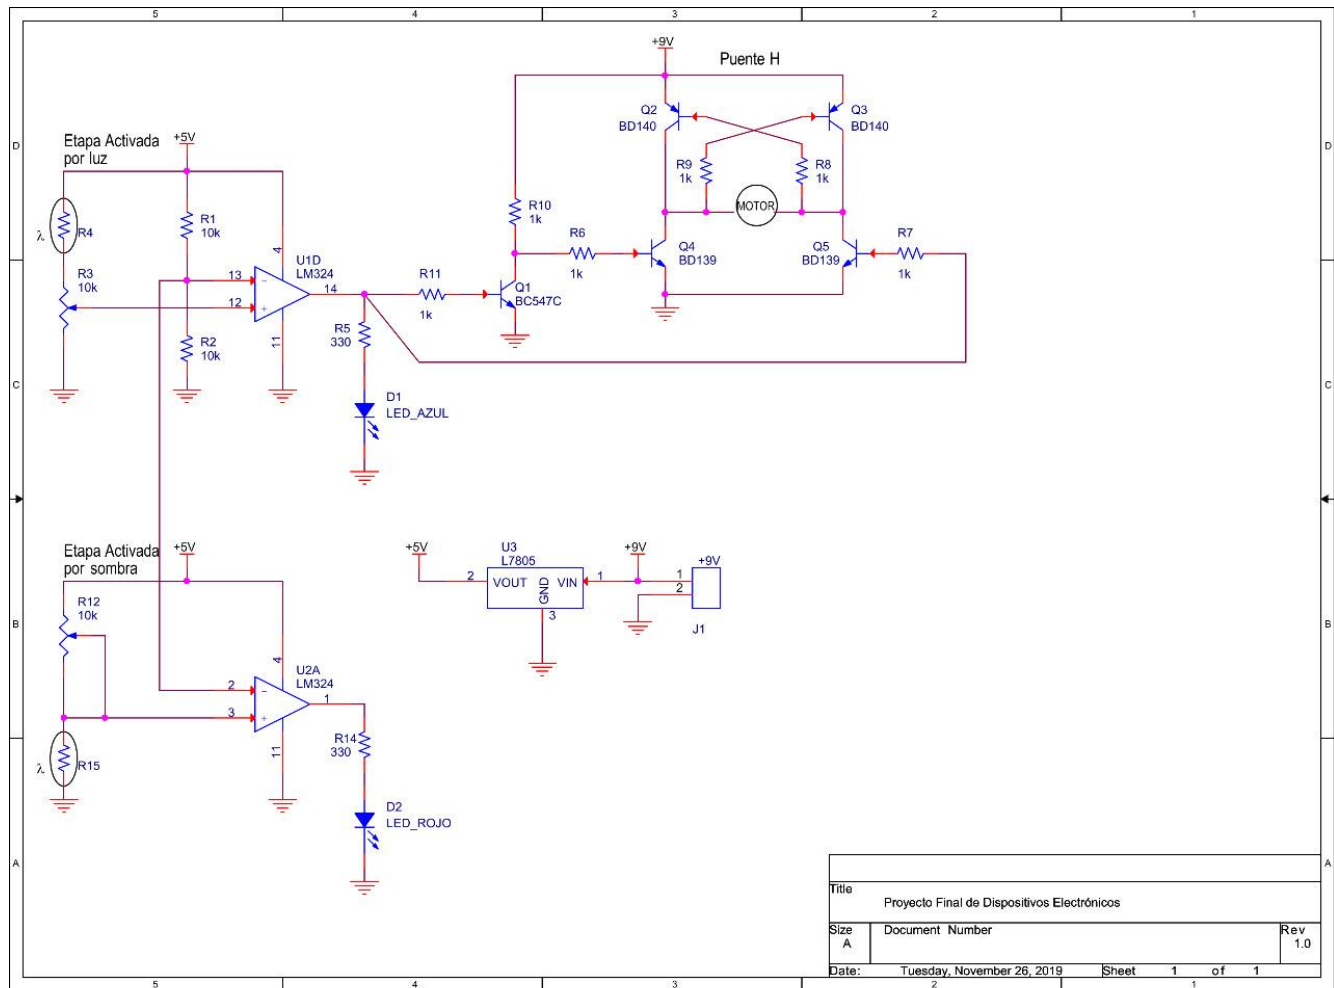 5 4 3 2 1
D
C
B
A
D
C
B
A
Etapa Activada
por luz
+5V
λ
R4
R3
10k
R1
10k
R2
10k
13
12
4
11
14
-
+
U1D
LM324
R11
1k
R5
330
D1
LED_AZUL
+9V
Puente H
Q2
BD140
Q3
BD140
R9
1k
R8
1k
MOTOR
R10
1k
R6
1k
Q4
BD139
Q5
BD139
R7
1k
Q1
BC547C
Etapa Activada
por sombra
+5V
R12
10k
λ
R15
2
3
4
11
1
-
+
U2A
LM324
R14
330
D2
LED_ROJO
+5V
U3
L7805
2
VOUT
GND
VIN
1
3
+9V
+9V
1
2
J1
Title
Proyecto Final de Dispositivos Electrónicos
Size
A
Document Number
Rev
1.0
Date: Tuesday, November 26, 2019 Sheet 1 of 1
5 4 3 2 1